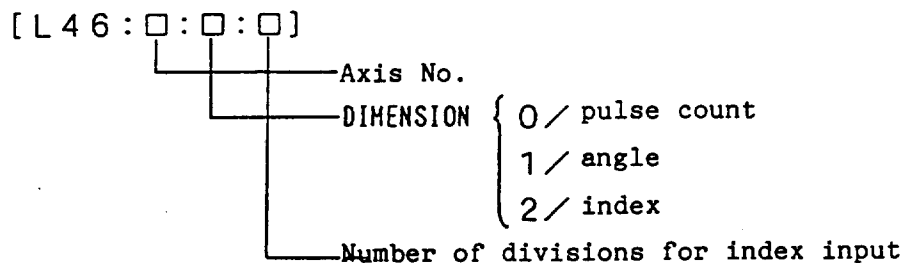 [L46:□:□:□]
Axis No.
DIMENSION { 0/ pulse count
1/ angle
2/ index
Number of divisions for index input